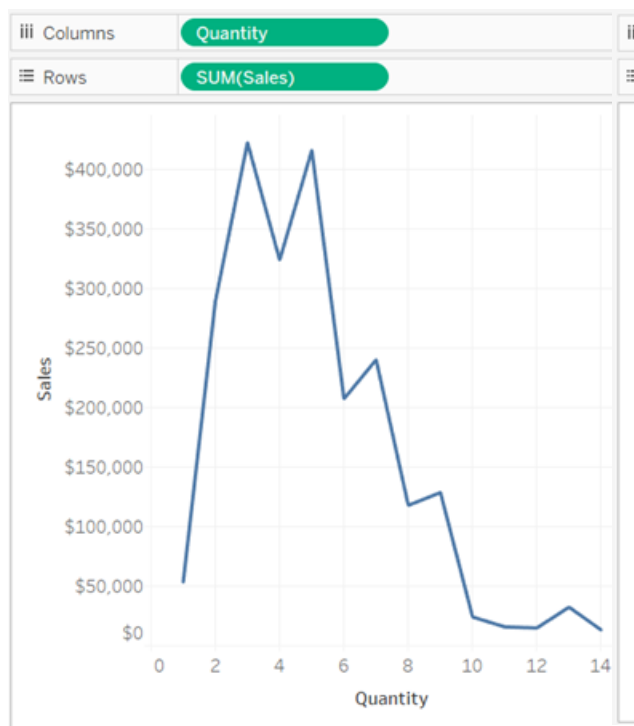 Columns
Quantity
Rows
SUM(Sales)
$400,000
$350,000
$300,000
$250,000
$200,000
$150,000
$100,000
$50,000
$0
Sales
0 2 4 6 8 10 12 14
Quantity